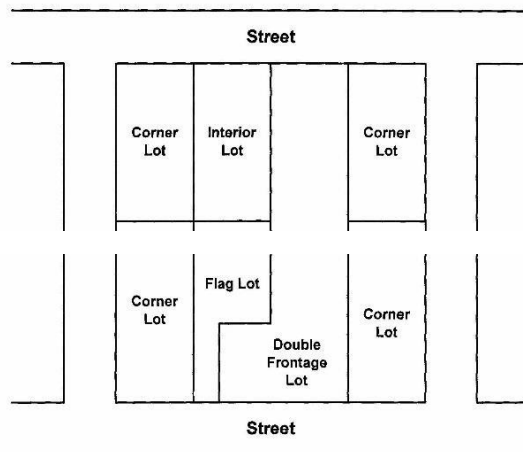 Street
Corner
Lot
Interior
Lot
Corner
Lot
Corner
Lot
Flag Lot
Corner
Lot
Double
Frontage
Lot
Street